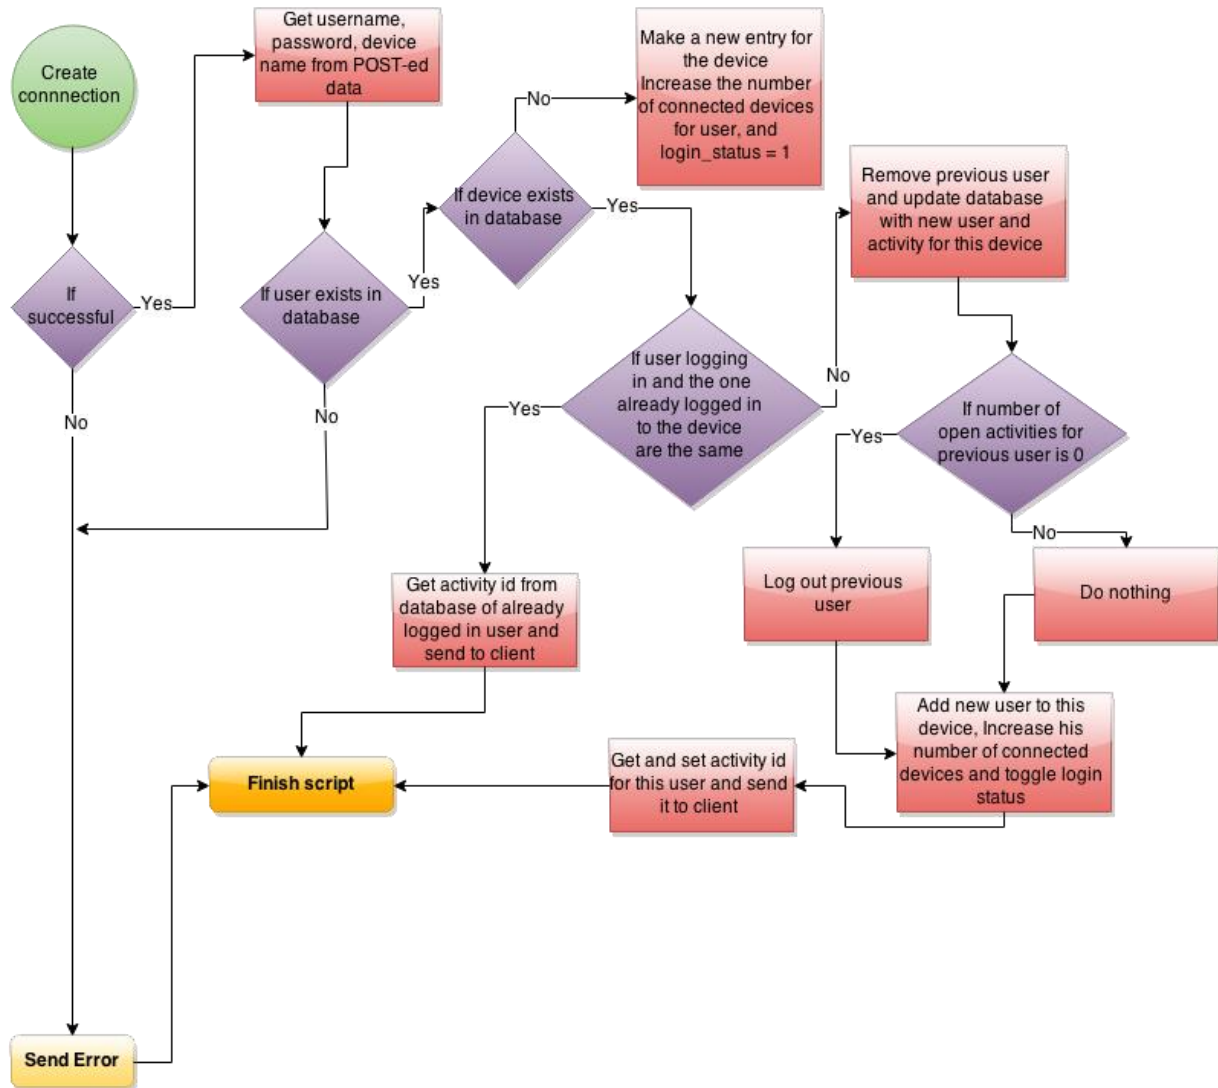 Create
connnection
Get username,
password, device
name from POST-ed
data
Make a new entry for
the device
Increase the number
of connected devices
for user, and
login_status = 1
No
If device exists
in database
Yes
Remove previous user
and update database
with new user and
activity for this device
If
successful
Yes
If user exists in
database
Yes
If user logging
in and the one
already logged in
to the device
are the same
No
Yes
No
No
If number of
open activities for
previous user is 0
Yes
No
Get activity id from
database of already
logged in user and
send to client
Log out previous
user
Do nothing
Add new user to this
device, Increase his
number of connected
devices and toggle login
status
Get and set activity id
for this user and send
it to client
Finish script
Send Error